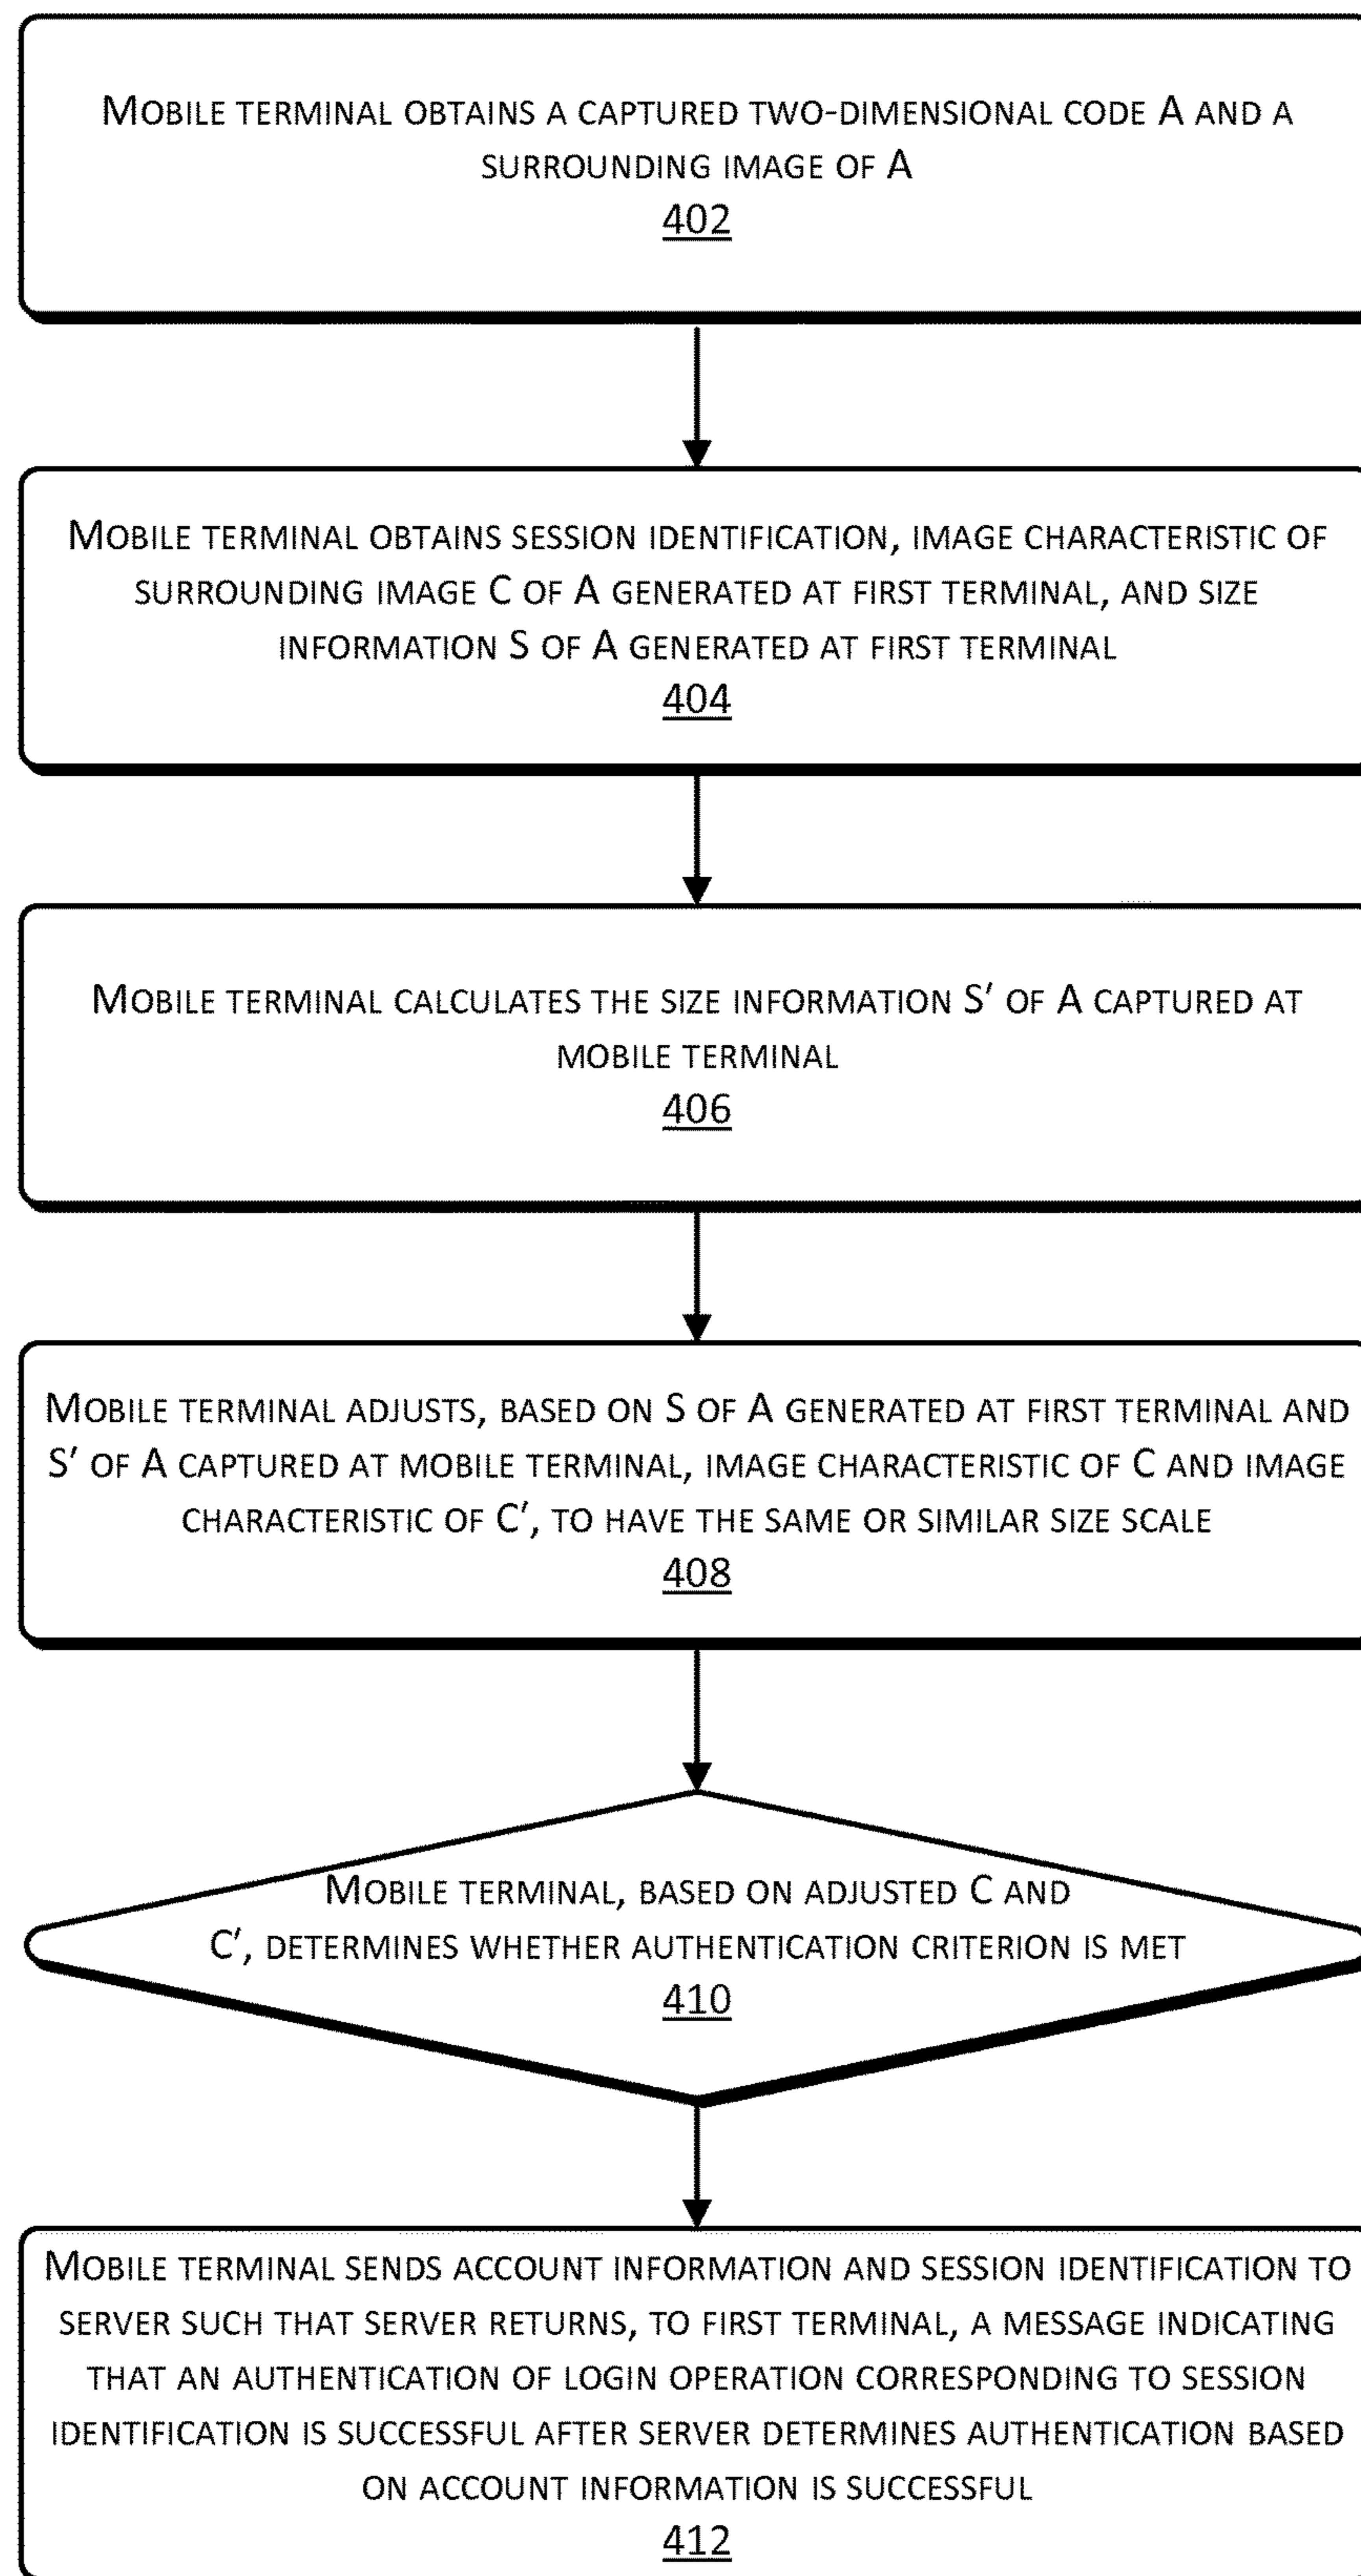 MOBILE TERMINAL OBTAINS A CAPTURED TWO-DIMENSIONAL CODE A AND A
SURROUNDING IMAGE OF A
402
MOBILE TERMINAL OBTAINS SESSION IDENTIFICATION, IMAGE CHARACTERISTIC OF
SURROUNDING IMAGE C OF A GENERATED AT FIRST TERMINAL, AND SIZE
INFORMATION S OF A GENERATED AT FIRST TERMINAL
404
MOBILE TERMINAL CALCULATES THE SIZE INFORMATION S' OF A CAPTURED AT
MOBILE TERMINAL
406
MOBILE TERMINAL ADJUSTS, BASED ON S OF A GENERATED AT FIRST TERMINAL AND
S' OF A CAPTURED AT MOBILE TERMINAL, IMAGE CHARACTERISTIC OF C AND IMAGE
CHARACTERISTIC OF C', TO HAVE THE SAME OR SIMILAR SIZE SCALE
408
MOBILE TERMINAL, BASED ON ADJUSTED C AND
C', DETERMINES WHETHER AUTHENTICATION CRITERION IS MET
410
MOBILE TERMINAL SENDS ACCOUNT INFORMATION AND SESSION IDENTIFICATION TO
SERVER SUCH THAT SERVER RETURNS, TO FIRST TERMINAL, A MESSAGE INDICATING
THAT AN AUTHENTICATION OF LOGIN OPERATION CORRESPONDING TO SESSION
IDENTIFICATION IS SUCCESSFUL AFTER SERVER DETERMINES AUTHENTICATION BASED
ON ACCOUNT INFORMATION IS SUCCESSFUL
412